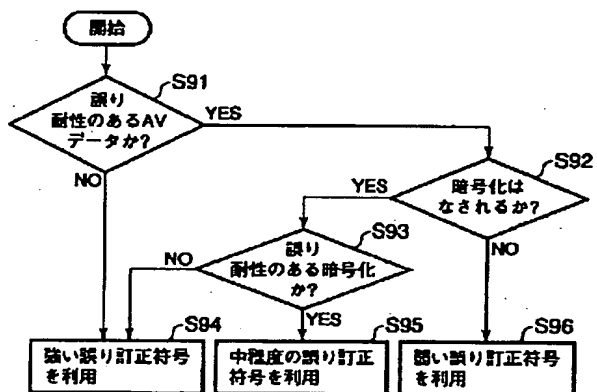 開始
S91
誤り
耐性のあるAV
データか?
YES
NO
S92
暗号化は
なされるか?
YES
NO
S93
誤り
耐性のある暗号化
か?
NO
YES
S94
強い誤り訂正符号
を利用
S95
中程度の誤り訂正
符号を利用
S96
弱い誤り訂正符号
を利用